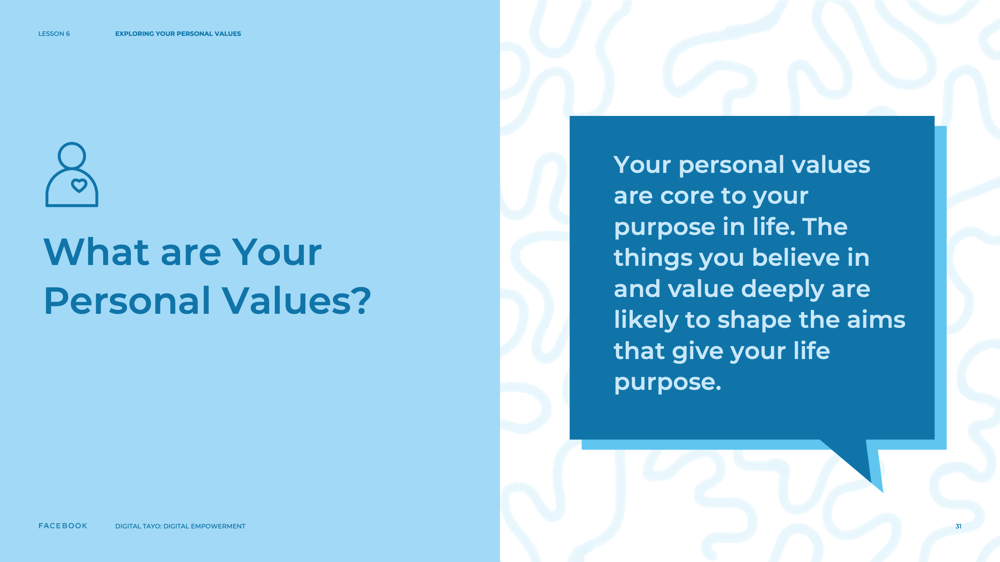 LESSON 6
EXPLORING YOUR PERSONAL VALUES
What are Your
Personal Values?
Your personal values
are core to your
purpose in life. The
things you believe in
and value deeply are
likely to shape the aims
that give your life
purpose.
FACEBOOK
DIGITAL TAYO: DIGITAL EMPOWERMENT
31